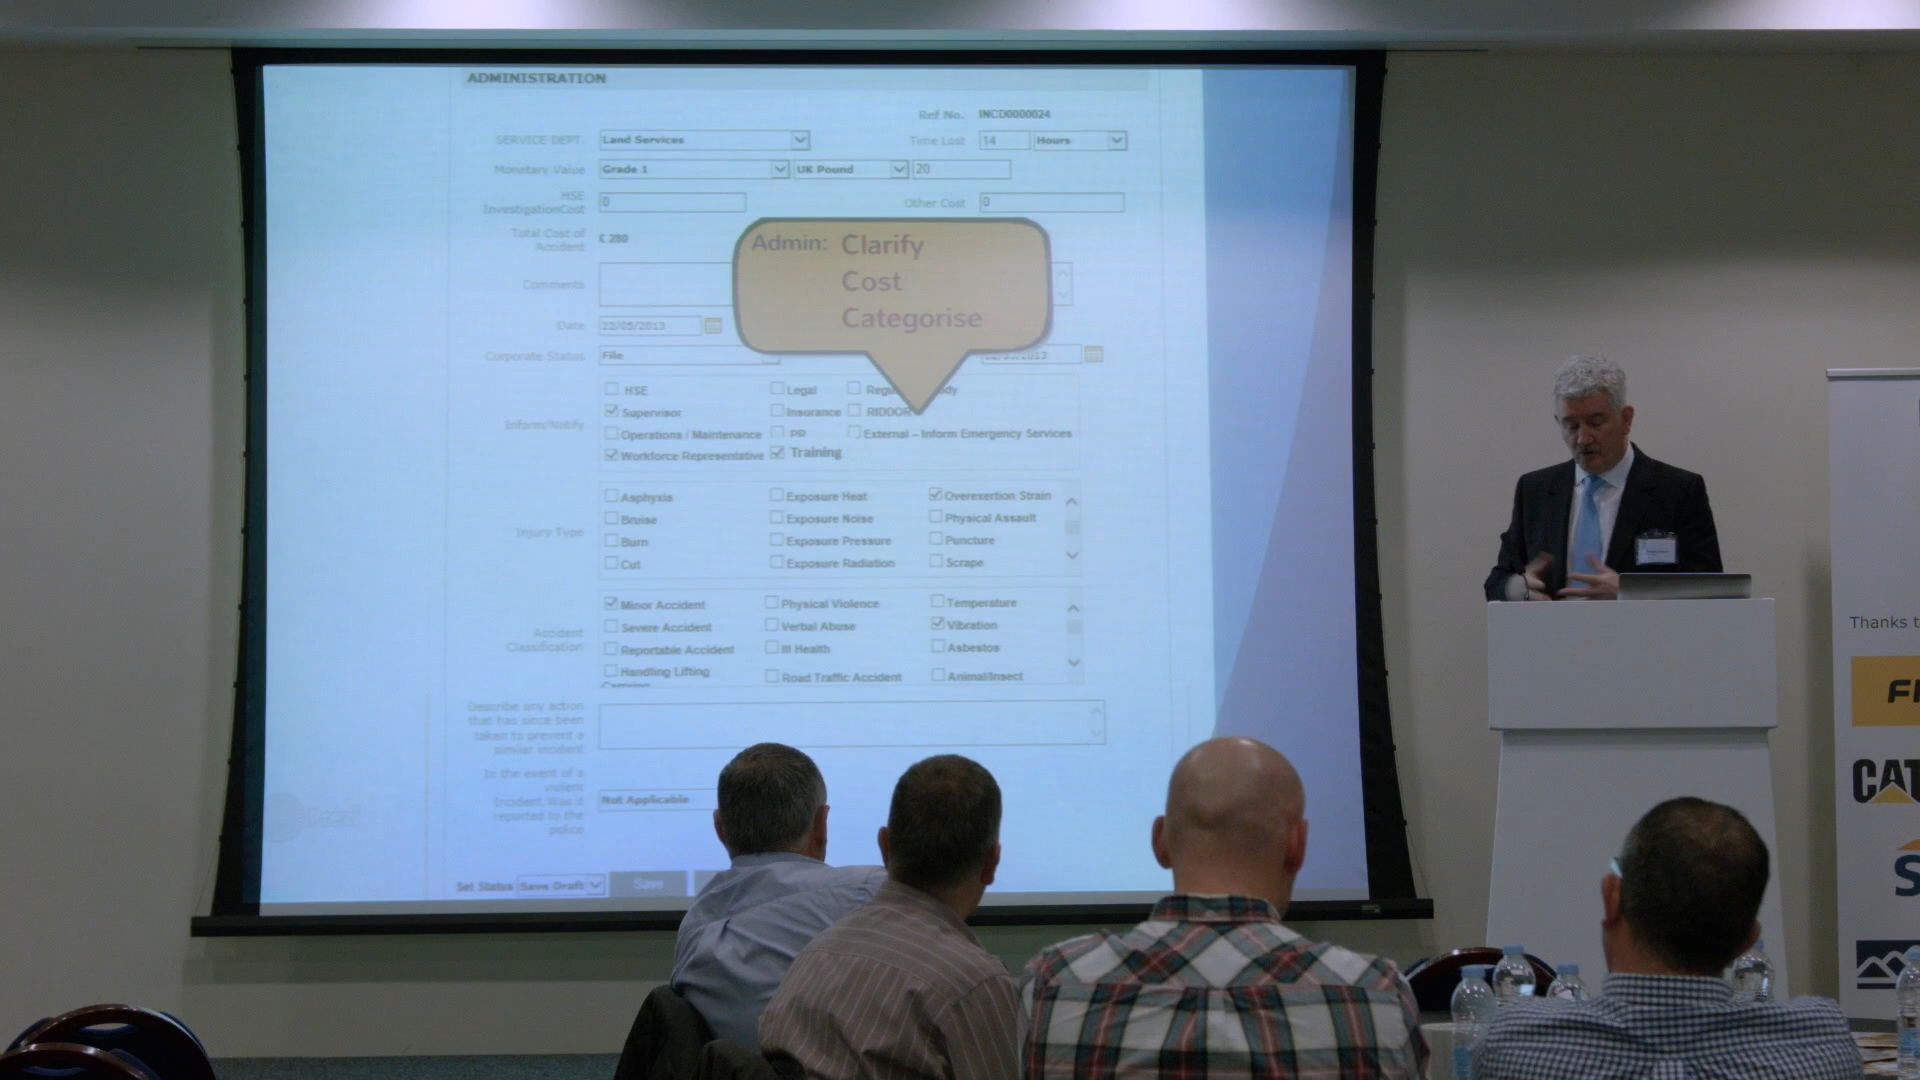 ADMINISTRATION
Ref No. INCD0000024
SERVICE DEPT. Land Services Time Lost 14 Hours
Monetary Value Grade 1 UK Pound 20
HSE
InvestigationCost 0 Other Cost 0
Total Cost of
Accident € 280
Admin: Clarify
Cost
Categorise
Comments
Date 22/05/2013
Corporate Status File
Informs/Notify
HSE Legal
Supervisor Insurance RIDDOR
Operations / Maintenance PR External – Inform Emergency Services
Workforce Representative Training
Injury Type
Asphyxia Exposure Heat Overexertion Strain
Bruise Exposure Noise Physical Assault
Burn Exposure Pressure Puncture
Cut Exposure Radiation Scrape
Accident
Classification
Minor Accident Physical Violence Temperature
Severe Accident Verbal Abuse Vibration
Reportable Accident Ill Health Asbestos
Handling Lifting Road Traffic Accident Animal/Insect
Describe any action
that has since been
taken to prevent a
similar incident
In the event of a
violent
Incident, Was it
reported to the
police
Not Applicable
Set Status Save Draft Save
Prezi
Thanks t
CAT
S